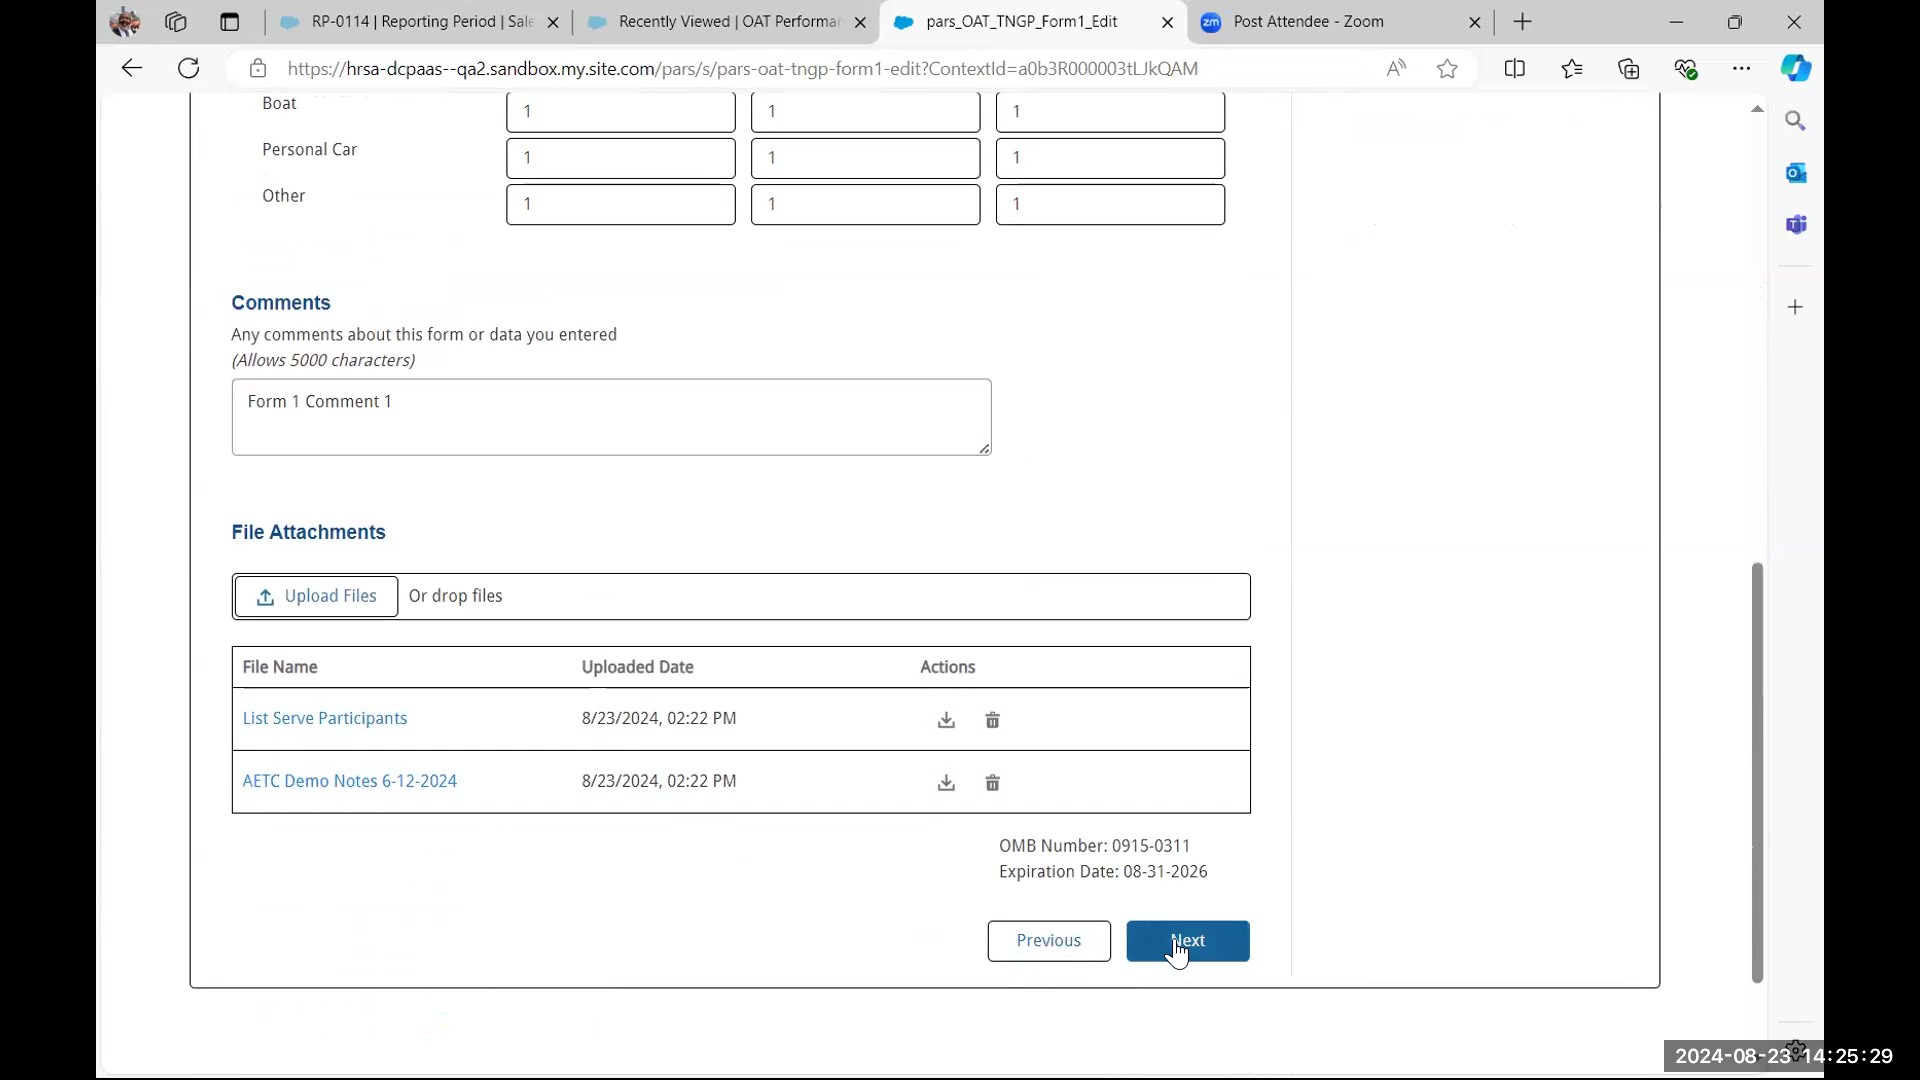 RP-0114 | Reporting Period | Sale
Recently Viewed | OAT Performan
pars_OAT_TNGP_Form1_Edit
Post Attendee - Zoom
https://hrsa-dcpaas--qa2.sandbox.my.site.com/pars/s/pars-oat-tngp-form1-edit?ContextId=a0b3R000003tLJkQAM
Boat 1 1 1
Personal Car 1 1 1
Other 1 1 1
Comments
Any comments about this form or data you entered
(Allows 5000 characters)
Form 1 Comment 1
File Attachments
Upload Files Or drop files
File Name Uploaded Date Actions
List Serve Participants 8/23/2024, 02:22 PM
AETC Demo Notes 6-12-2024 8/23/2024, 02:22 PM
OMB Number: 0915-0311
Expiration Date: 08-31-2026
Previous Next
2024-08-23 14:25:29